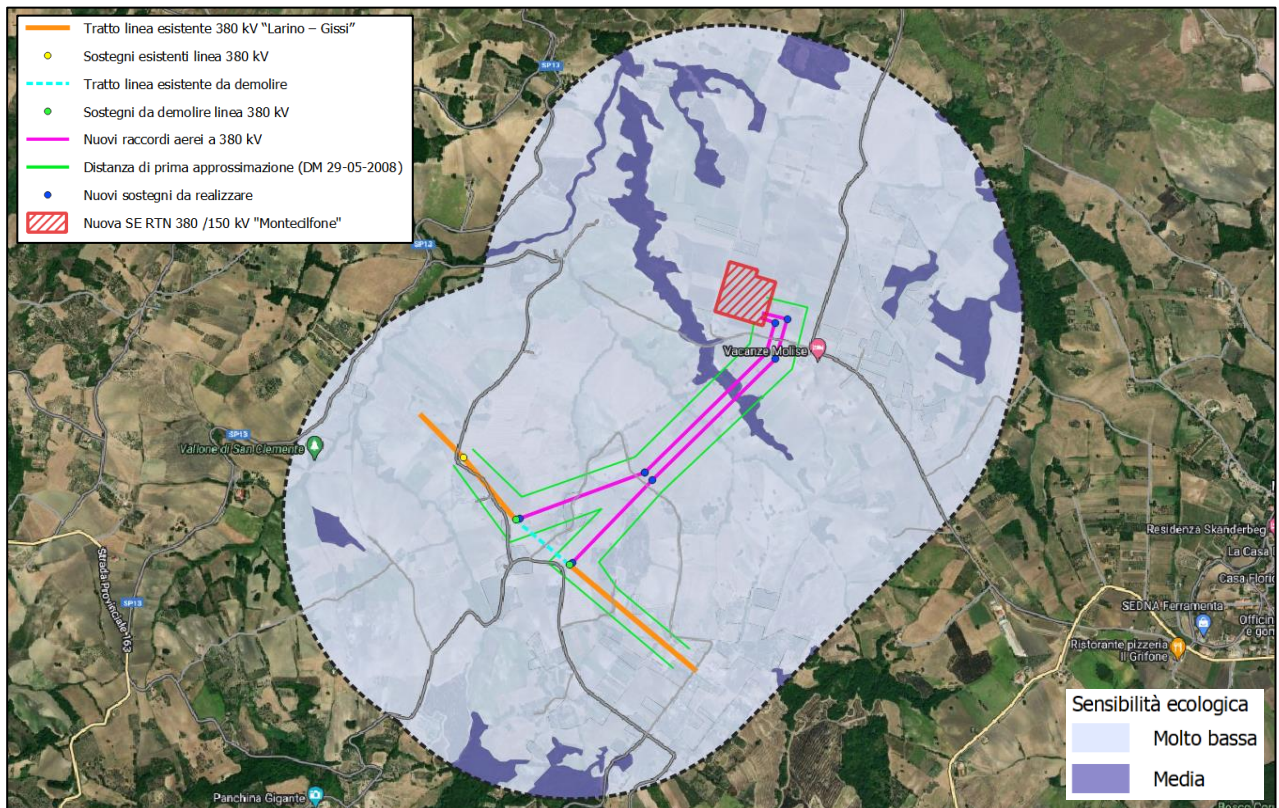 Tratto linea esistente 380 kV “Larino – Gissi”
Sostegni esistenti linea 380 kV
Tratto linea esistente da demolire
Sostegni da demolire linea 380 kV
Nuovi raccordi aerei a 380 kV
Distanza di prima approssimazione (DM 29-05-2008)
Nuovi sostegni da realizzare
Nuova SE RTN 380 /150 kV "Montecilfone"
SP13
SP12
Vacanze Molise
SP13
Vallone di San Clemente
Strada Provinciale 163
SP15
Residenza Skanderbeg
La Casa
Casa Flori
SEDNA Ferramenta
Officin
e gom
Ristorante pizzeria
Il Grifone
Panchina Gigante
Sensibilità ecologica
Molto bassa
Media